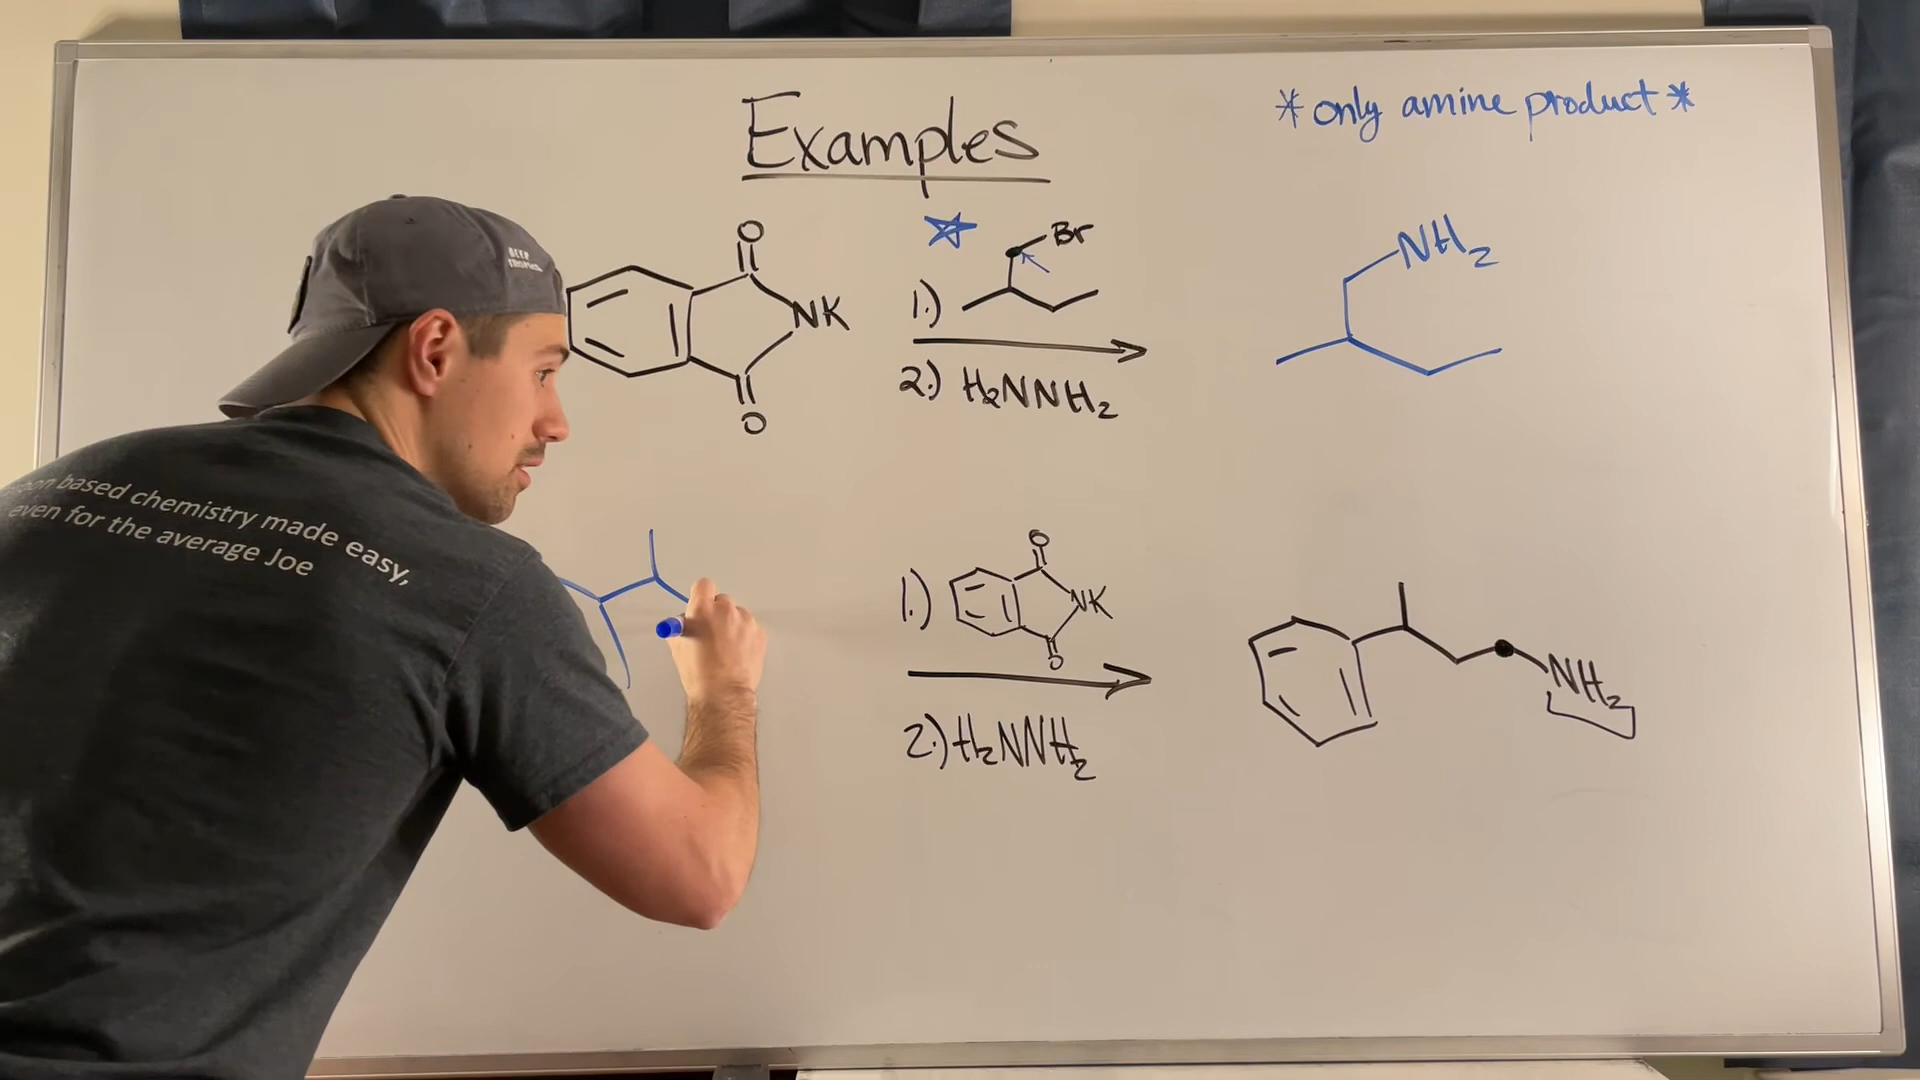 Examples
*only amine product*
O
Br
NH₂
1.)
NK
2.) H₂NNH₂
O
based chemistry made easy,
even for the average Joe
O
1.)
NK
O
NH₂
2.) H₂NNH₂